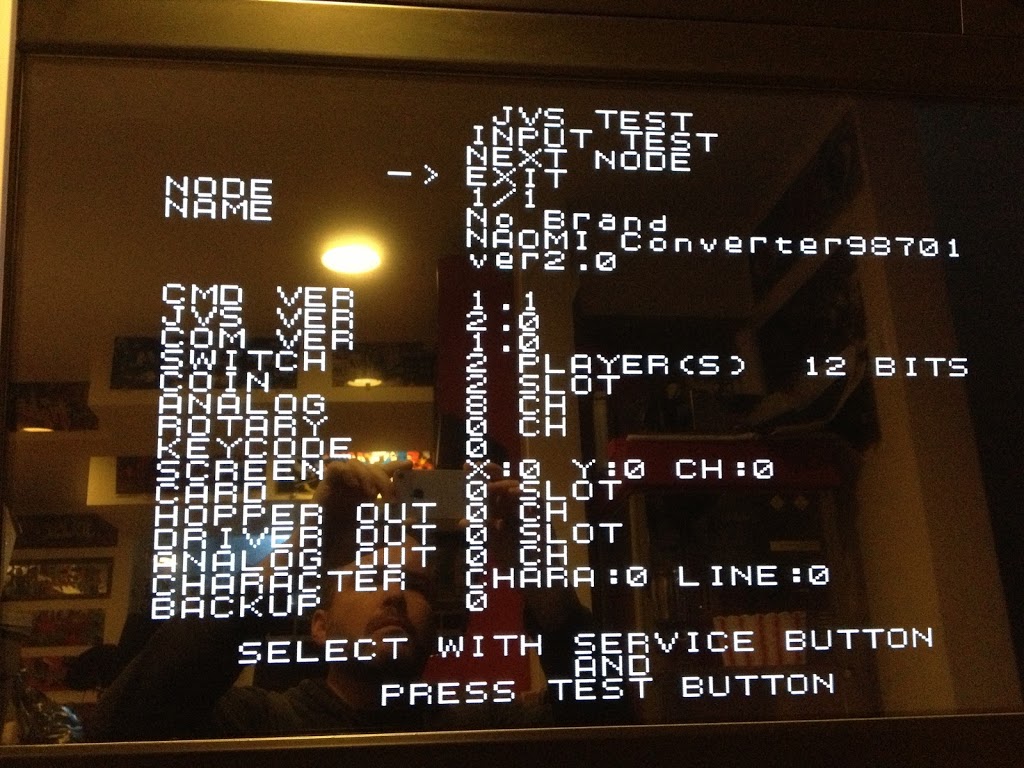 JVS TEST
INPUT TEST
NEXT NODE
-> EXIT
NODE 1/1
NAME No Brand
NAOMI Converter98701
ver2.0
CMD VER 1.1
JVS VER 2.0
COM VER 1.0
SWITCH 2 PLAYER(S) 12 BITS
COIN 2 SLOT
ANALOG 8 CH
ROTARY 0 CH
KEYCODE 0
SCREEN X:0 Y:0 CH:0
CARD 0 SLOT
HOPPER OUT 0 CH
DRIVER OUT 0 SLOT
ANALOG OUT 0 CH
CHARACTER CHARA:0 LINE:0
BACKUP 0
SELECT WITH SERVICE BUTTON
AND
PRESS TEST BUTTON